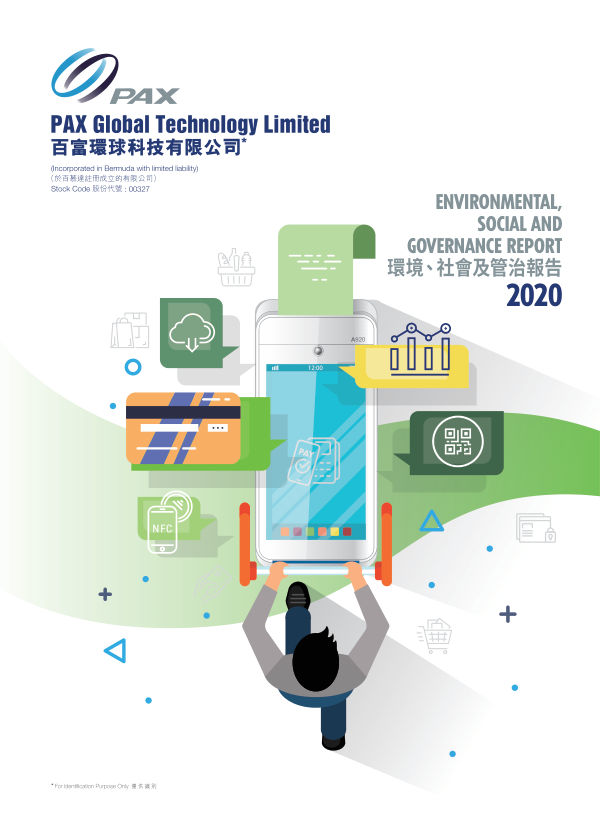 PAX
PAX Global Technology Limited
百富環球科技有限公司*
(Incorporated in Bermuda with limited liability)
(於百慕達註冊成立的有限公司)
Stock Code 股份代號 : 00327
ENVIRONMENTAL,
SOCIAL AND
GOVERNANCE REPORT
環境、社會及管治報告
2020
A920
12:00
PAY
NFC
* For identification Purpose Only 僅供識別